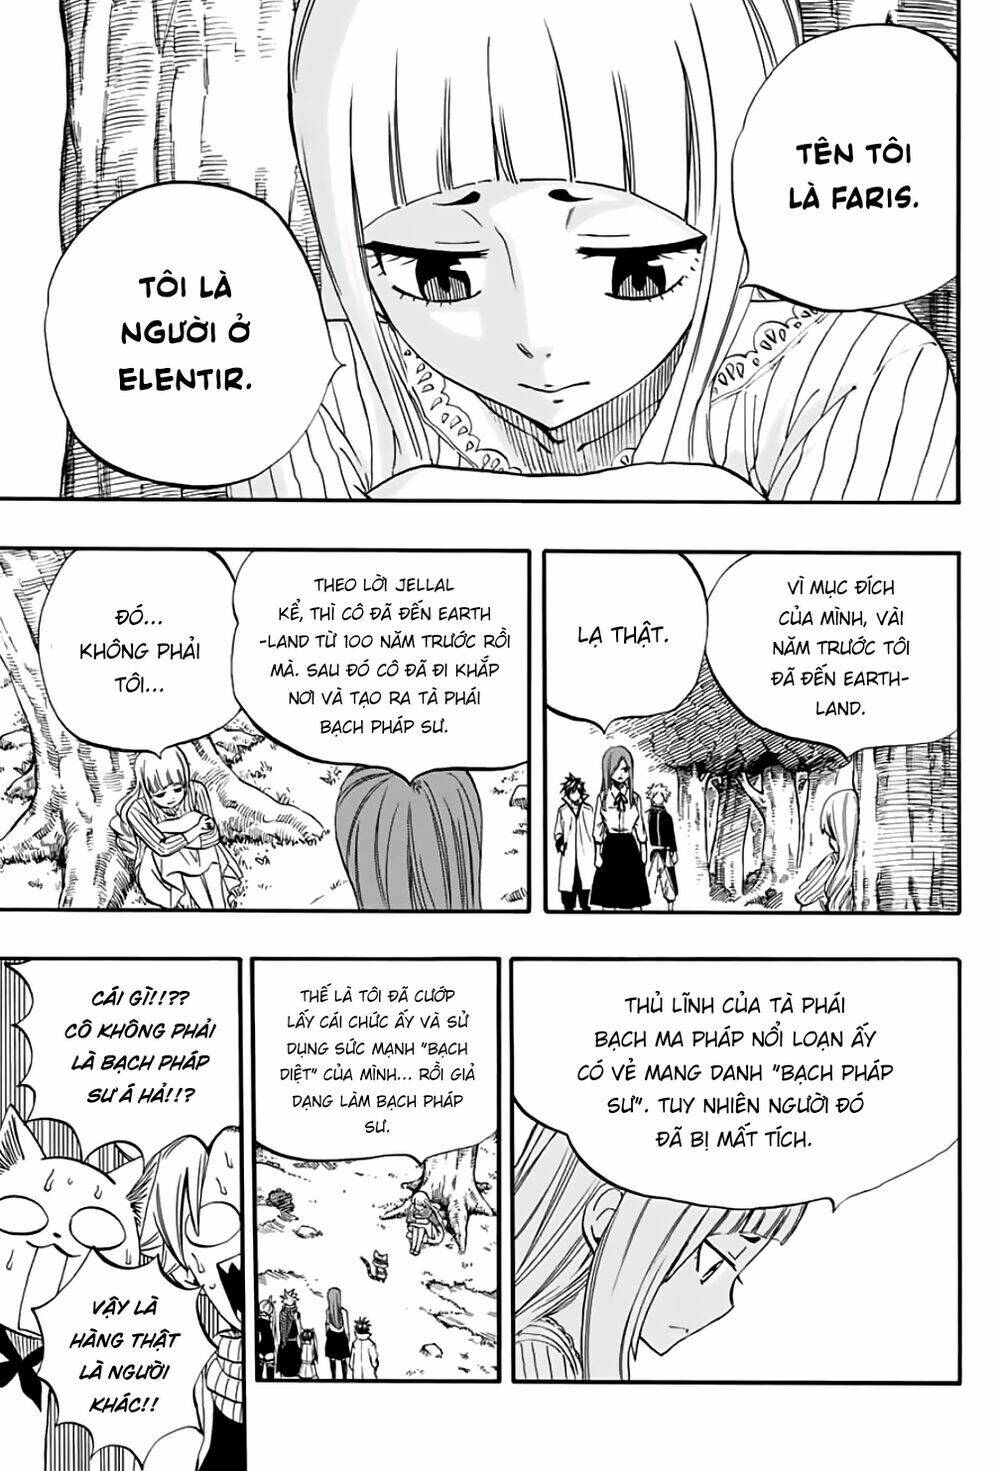 TÊN TÔI
LÀ FARIS.
TÔI LÀ
NGƯỜI Ở
ELENTIR.
VÌ MỤC ĐÍCH
CỦA MÌNH, VÀI
NĂM TRƯỚC TÔI
ĐÃ ĐẾN EARTH-
LAND.
LẠ THẬT.
THEO LỜI JELLAL
KỂ, THÌ CÔ ĐÃ ĐẾN EARTH
-LAND TỪ 100 NĂM TRƯỚC RỒI
MÀ. SAU ĐÓ CÔ ĐÃ ĐI KHẮP
NƠI VÀ TẠO RA TÀ PHÁI
BẠCH PHÁP SƯ.
ĐÓ...
KHÔNG PHẢI
TÔI...
THỦ LĨNH CỦA TÀ PHÁI
BẠCH MA PHÁP NỔI LOẠN ẤY
CÓ VẺ MANG DANH "BẠCH PHÁP
SƯ". TUY NHIÊN NGƯỜI ĐÓ
ĐÃ BỊ MẤT TÍCH.
THẾ LÀ TÔI ĐÃ CƯỚP
LẤY CÁI CHỨC ẤY VÀ SỬ
DỤNG SỨC MẠNH "BẠCH
DIỆT" CỦA MÌNH... RỒI GIẢ
DẠNG LÀM BẠCH PHÁP
SƯ.
CÁI GÌ!!??
CÔ KHÔNG PHẢI
LÀ BẠCH PHÁP
SƯ Á HẢ!!?
VẬY LÀ
HÀNG THẬT
LÀ NGƯỜI
KHÁC!!